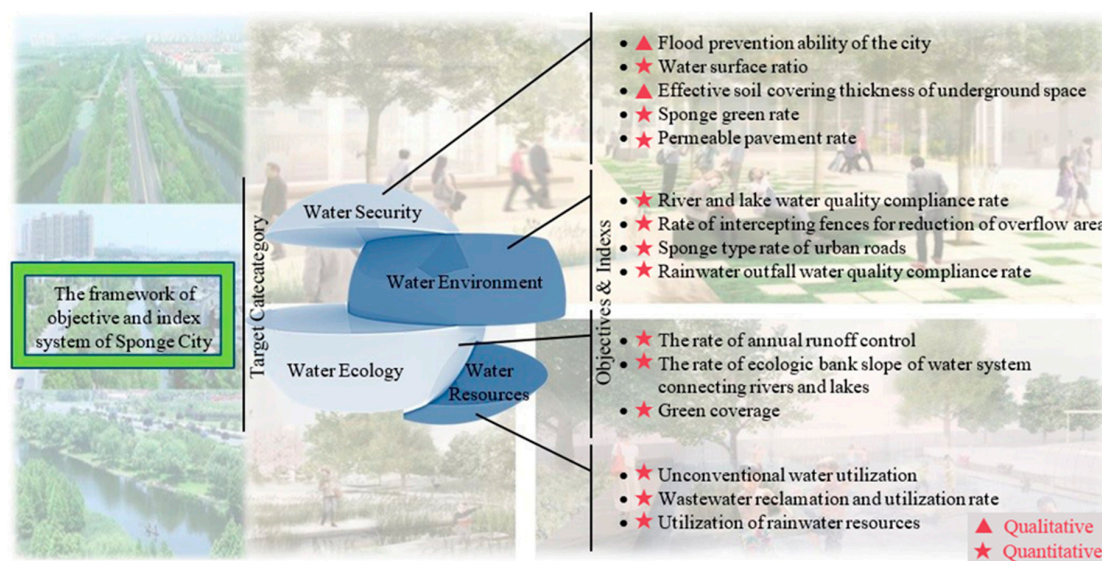 The framework of
objective and index
system of Sponge City
Target Catecategory
Water Security
Water Environment
Water Ecology
Water
Resources
Objectives & Indexs
Flood prevention ability of the city
Water surface ratio
Effective soil covering thickness of underground space
Sponge green rate
Permeable pavement rate
River and lake water quality compliance rate
Rate of intercepting fences for reduction of overflow area
Sponge type rate of urban roads
Rainwater outfall water quality compliance rate
The rate of annual runoff control
The rate of ecologic bank slope of water system
connecting rivers and lakes
Green coverage
Unconventional water utilization
Wastewater reclamation and utilization rate
Utilization of rainwater resources
Qualitative
Quantitative